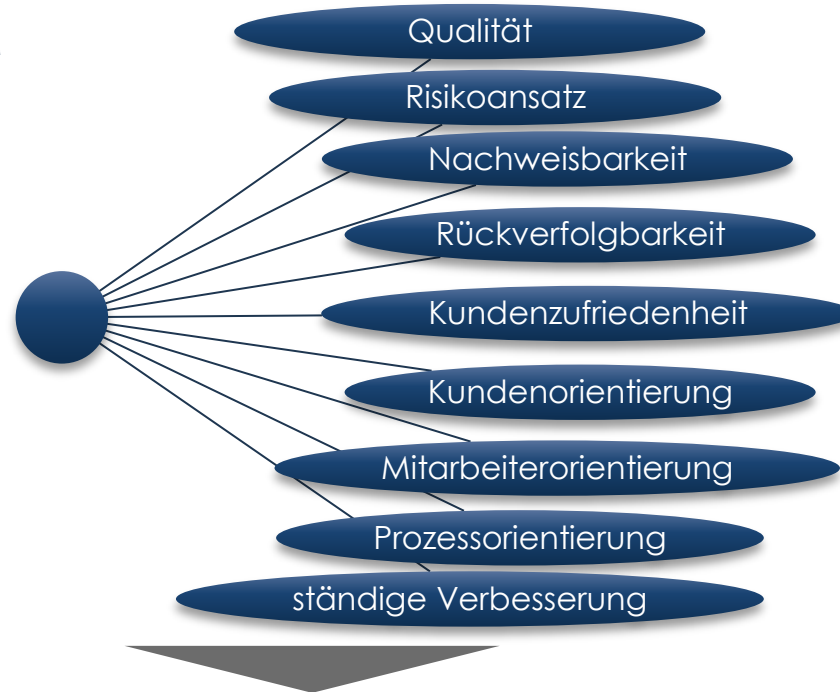 Qualität
Risikoansatz
Nachweisbarkeit
Rückverfolgbarkeit
Kundenzufriedenheit
Kundenorientierung
Mitarbeiterorientierung
Prozessorientierung
ständige Verbesserung